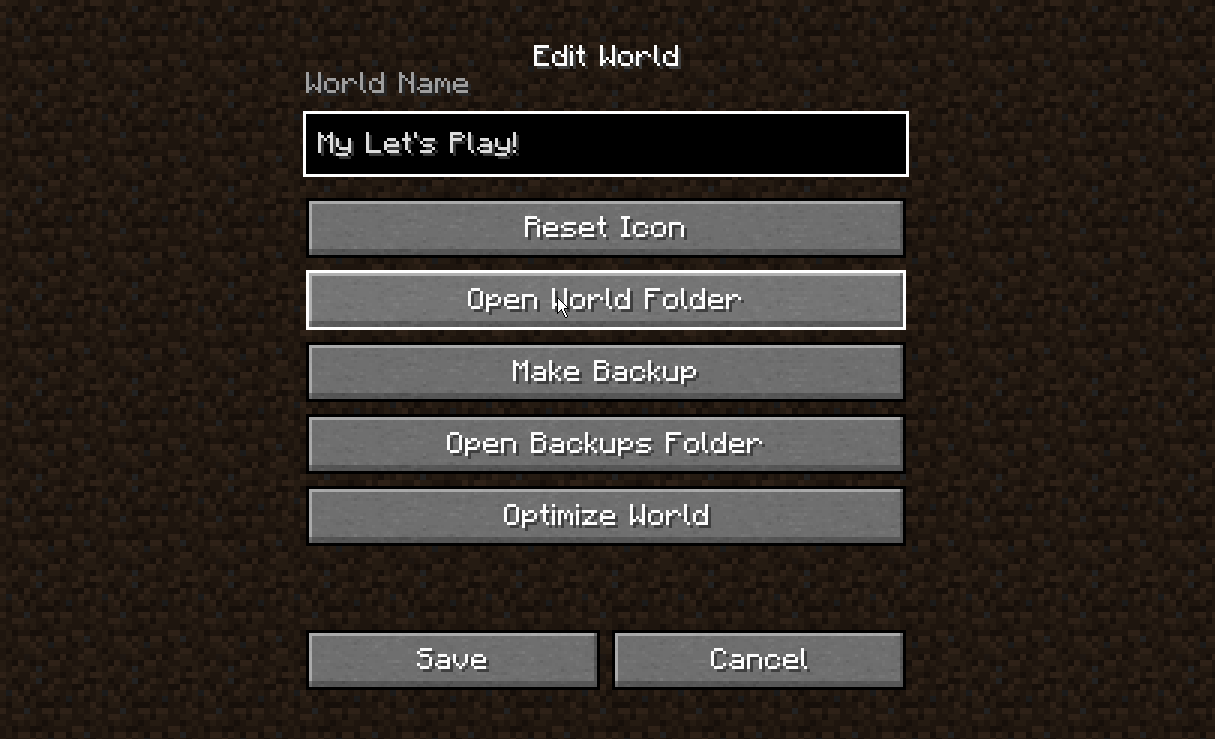 Edit World
World Name
My Let's Play!
Reset Icon
Open World Folder
Make Backup
Open Backups Folder
Optimize World
Save
Cancel